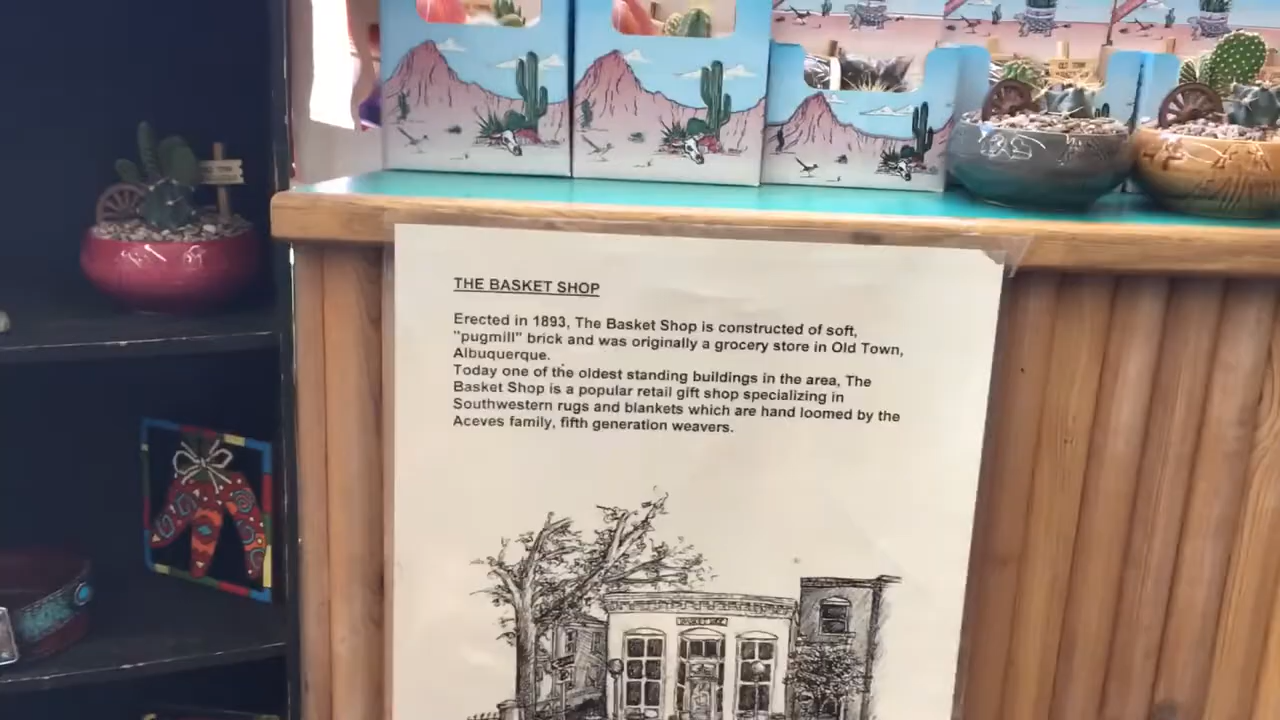 THE BASKET SHOP
Erected in 1893, The Basket Shop is constructed of soft,
"pugmill" brick and was originally a grocery store in Old Town,
Albuquerque.
Today one of the oldest standing buildings in the area, The
Basket Shop is a popular retail gift shop specializing in
Southwestern rugs and blankets which are hand loomed by the
Aceves family, fifth generation weavers.